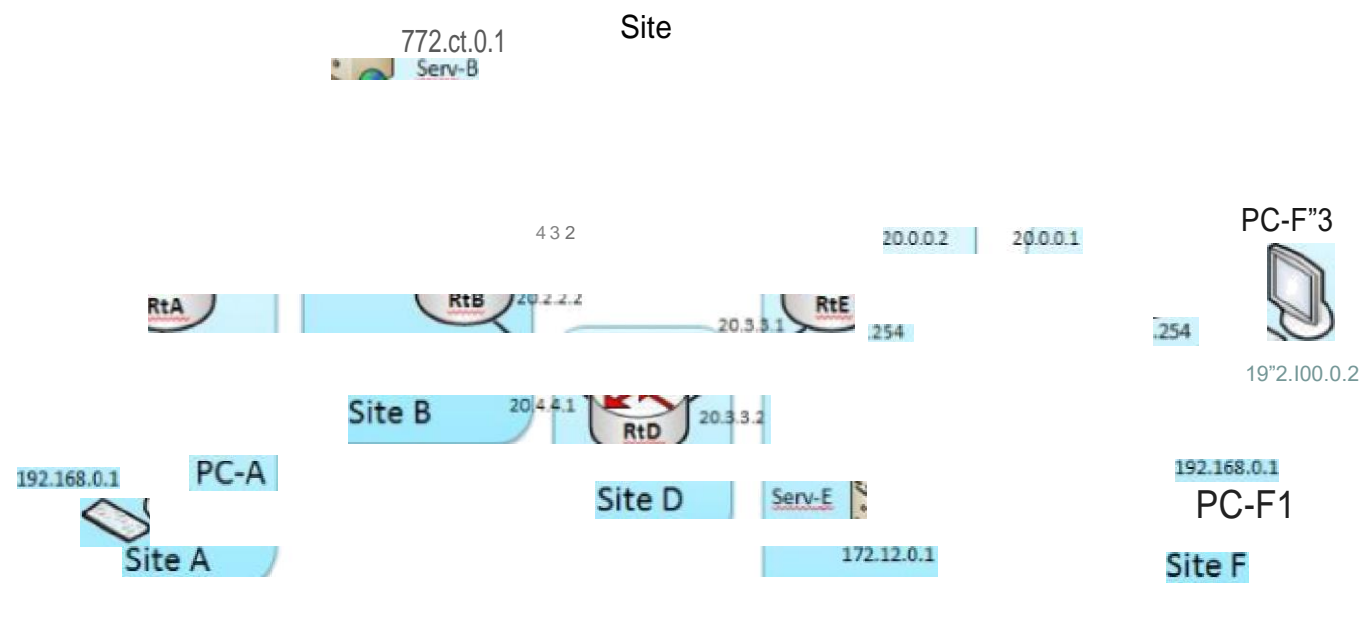 Site
772.ct.0.1
Serv-B
4 3 2
20.0.0.2
20.0.0.1
PC-F”3
RtA
RtB
20.2.2.2
20.3.3.1
RtE
.254
.254
19”2.I00.0.2
Site B
20.4.4.1
RtD
20.3.3.2
192.168.0.1
PC-A
192.168.0.1
Site D
Serv-E
PC-F1
Site A
172.12.0.1
Site F